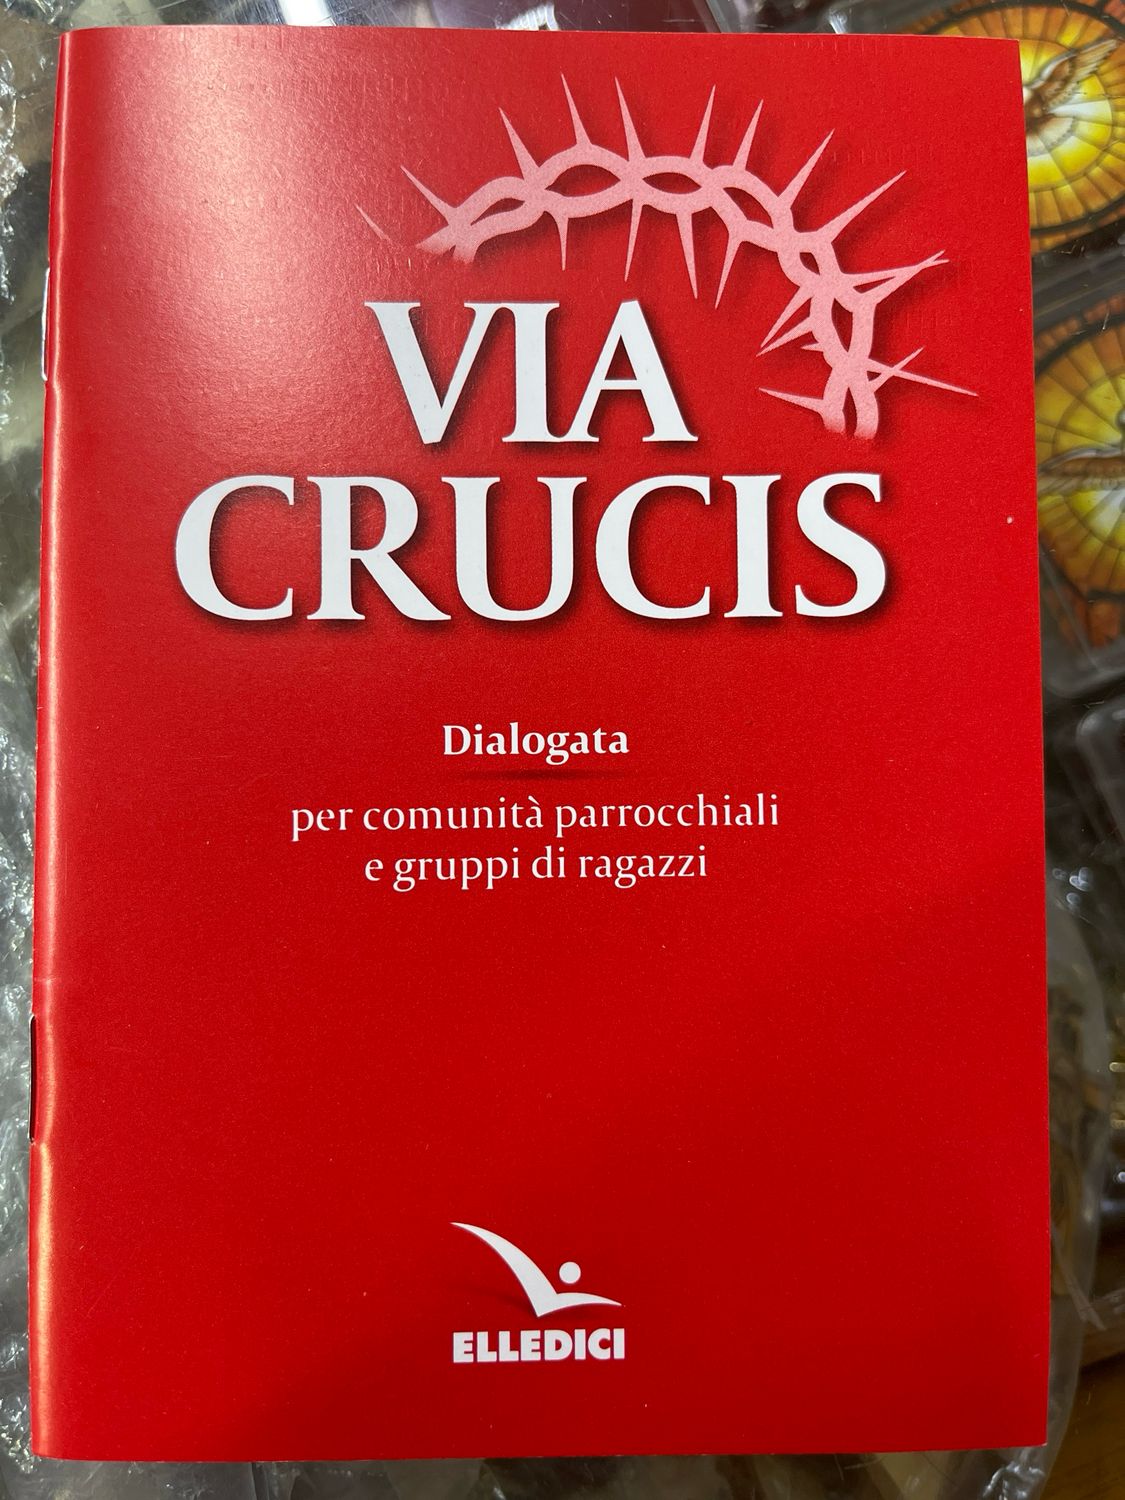 VIA
CRUCIS
Dialogata
per comunità parrocchiali
e gruppi di ragazzi
ELLEDICI